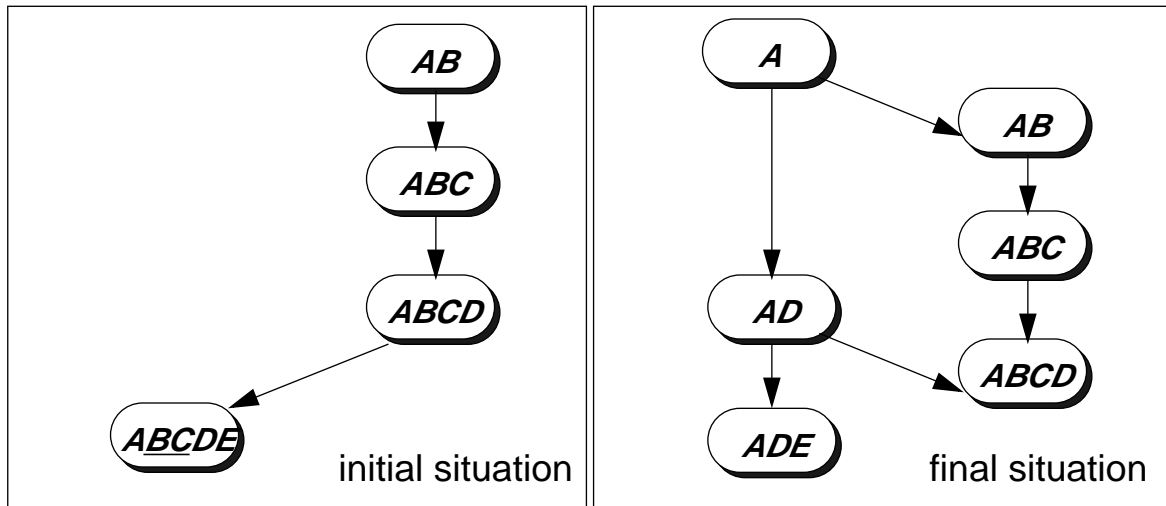 AB
ABC
ABCD
ABCDE
initial situation
A
AB
ABC
AD
ABCD
ADE
final situation